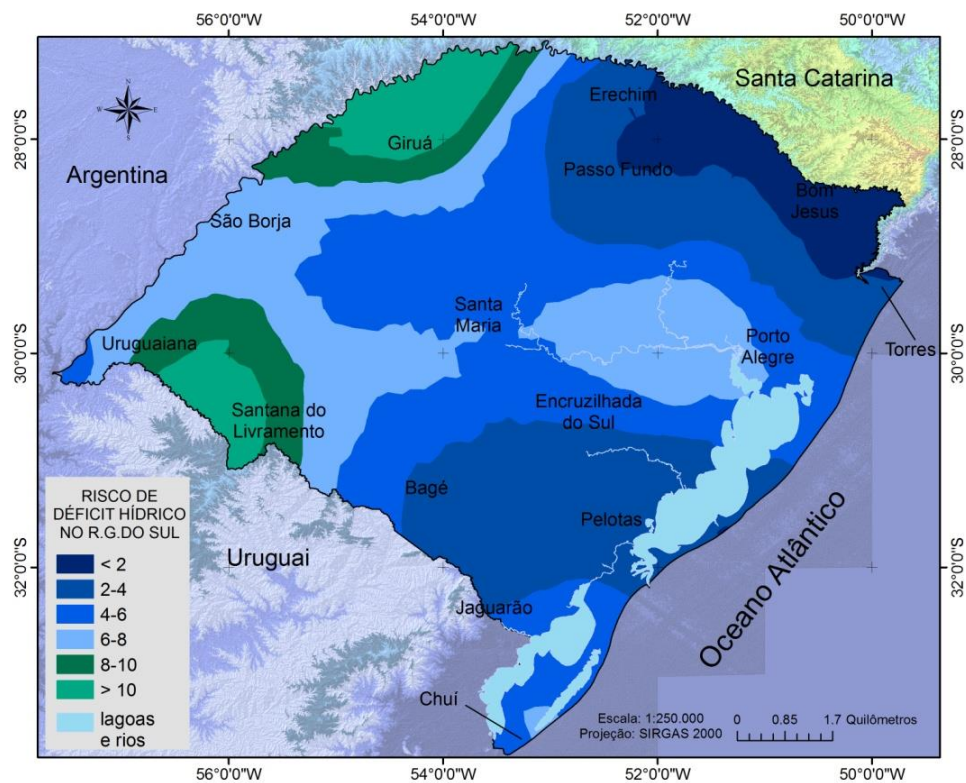 56°0'0"W
54°0'0"W
52°0'0"W
50°0'0"W
Santa Catarina
Erechim
28°0'0"S
28°0'0"S
Giruá
Argentina
Passo Fundo
Bom
Jesus
São Borja
Santa
Maria
Uruguaiana
Porto
Alegre
30°0'0"S
30°0'0"S
Torres
Santana do
Livramento
Encruzilhada
do Sul
Bagé
RISCO DE
DÉFICIT HÍDRICO
NO R.G.DO SUL
< 2
2-4
4-6
6-8
8-10
> 10
lagoas
e rios
Pelotas
Uruguai
Oceano Atlântico
32°0'0"S
32°0'0"S
Jaguarão
Chuí
Escala: 1:250.000
Projeção: SIRGAS 2000
0 0.85 1.7 Quilômetros
56°0'0"W
54°0'0"W
52°0'0"W
50°0'0"W